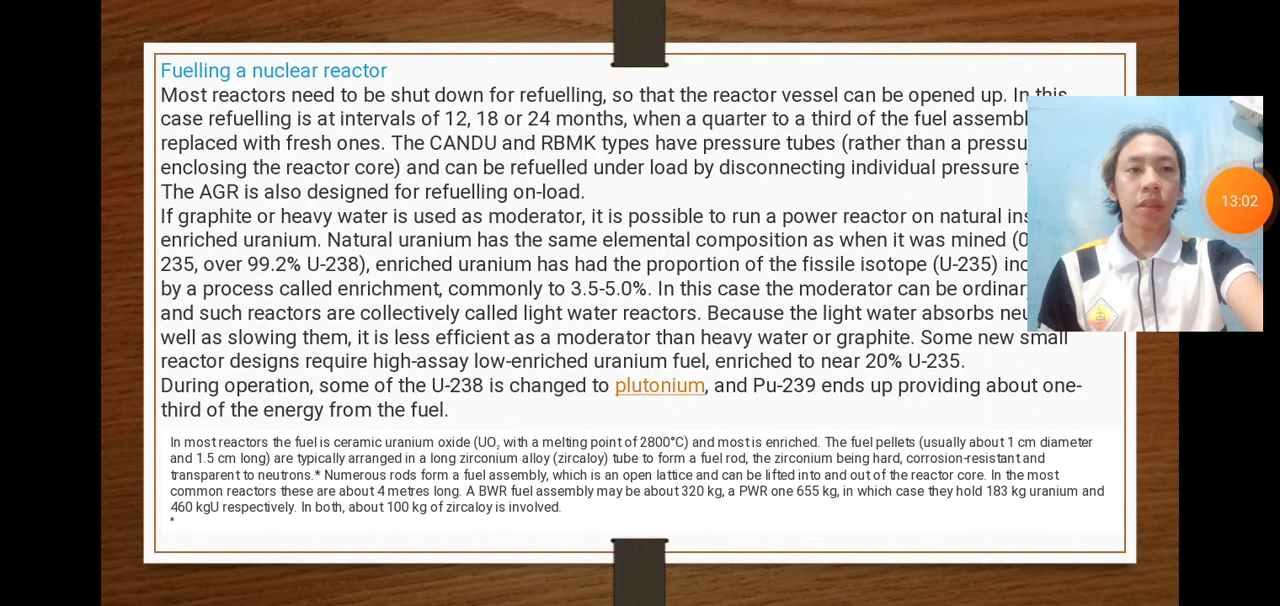 Fuelling a nuclear reactor
Most reactors need to be shut down for refuelling, so that the reactor vessel can be opened up. In this
case refuelling is at intervals of 12, 18 or 24 months, when a quarter to a third of the fuel
replaced with fresh ones. The CANDU and RBMK types have pressure tubes (rather than a
enclosing the reactor core) and can be refuelled under load by disconnecting individual pressure
The AGR is also designed for refuelling on-load.
If graphite or heavy water is used as moderator, it is possible to run a power reactor on natural
enriched uranium. Natural uranium has the same elemental composition as when it was mined
235, over 99.2% U-238), enriched uranium has had the proportion of the fissile isotope (U-235)
by a process called enrichment, commonly to 3.5-5.0%. In this case the moderator can be
and such reactors are collectively called light water reactors. Because the light water absorbs
well as slowing them, it is less efficient as a moderator than heavy water or graphite. Some new small
reactor designs require high-assay low-enriched uranium fuel, enriched to near 20% U-235.
During operation, some of the U-238 is changed to plutonium, and Pu-239 ends up providing about one-
third of the energy from the fuel.
In most reactors the fuel is ceramic uranium oxide (UO₂ with a melting point of 2800°C) and most is enriched. The fuel pellets (usually about 1 cm diameter
and 1.5 cm long) are typically arranged in a long zirconium alloy (zircaloy) tube to form a fuel rod, the zirconium being hard, corrosion-resistant and
transparent to neutrons.* Numerous rods form a fuel assembly, which is an open lattice and can be lifted into and out of the reactor core. In the most
common reactors these are about 4 metres long. A BWR fuel assembly may be about 320 kg, a PWR one 655 kg, in which case they hold 183 kg uranium and
460 kgU respectively. In both, about 100 kg of zircaloy is involved.
*
13:02